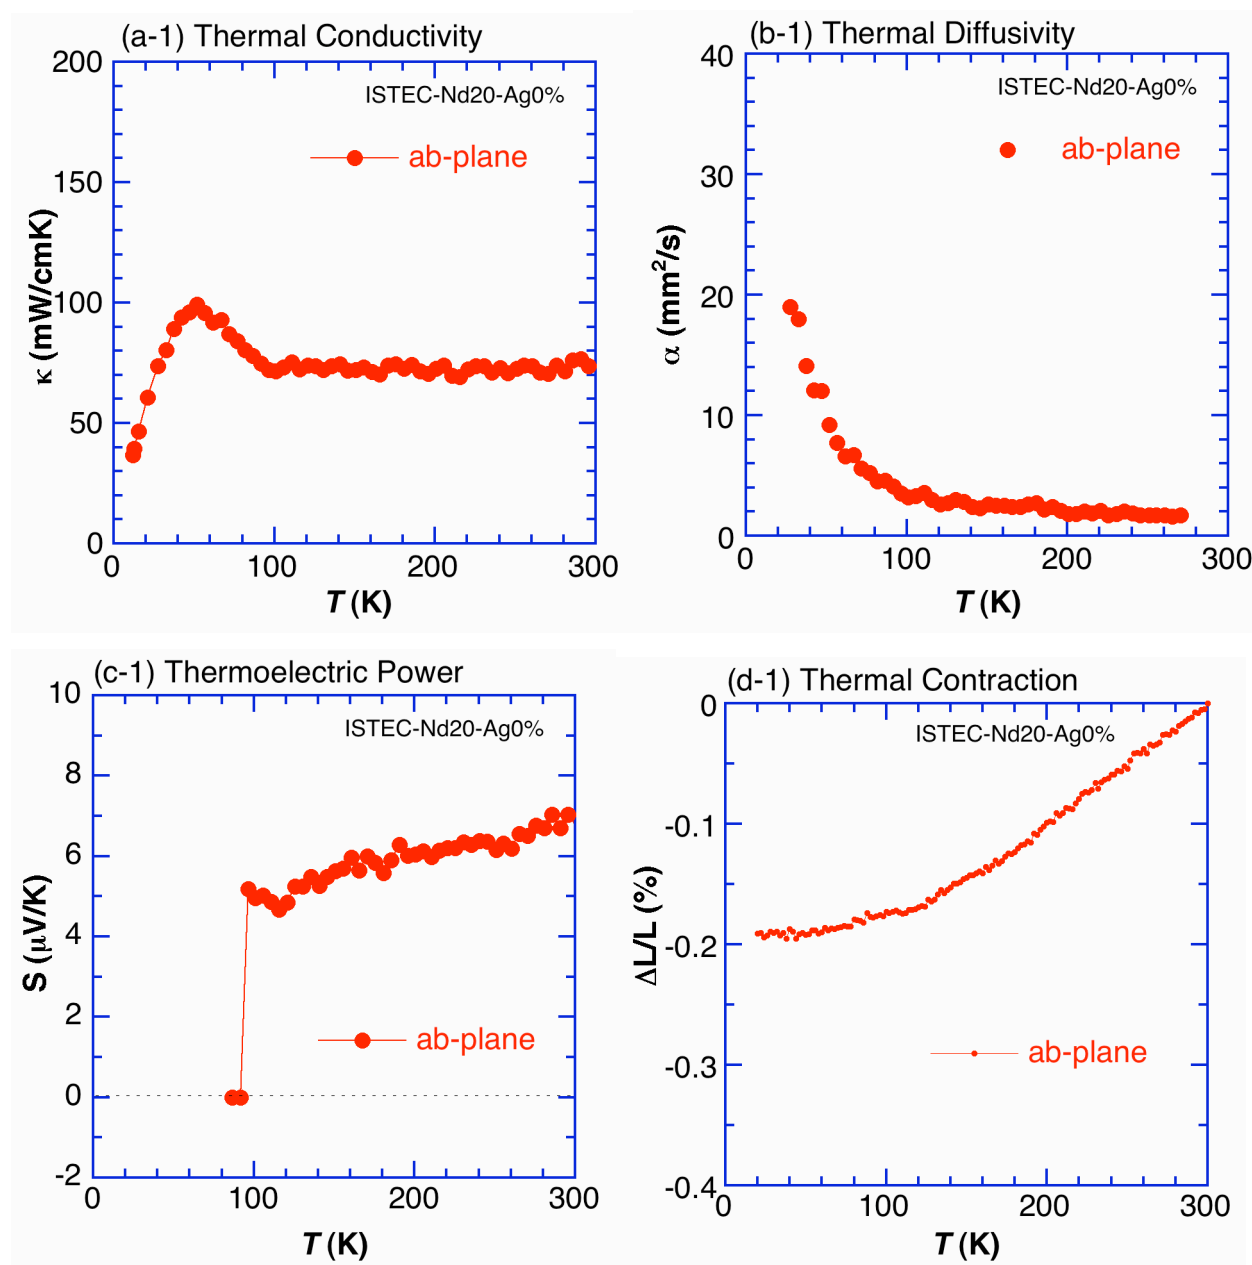 (a-1) Thermal Conductivity
200
150
100
50
0
0 100 200 300
κ (mW/cmK)
T (K)
ISTEC-Nd20-Ag0%
ab-plane
(b-1) Thermal Diffusivity
40
30
20
10
0
0 100 200 300
α (mm²/s)
T (K)
ISTEC-Nd20-Ag0%
ab-plane
(c-1) Thermoelectric Power
10
8
6
4
2
0
-2
0 100 200 300
S (μV/K)
T (K)
ISTEC-Nd20-Ag0%
ab-plane
(d-1) Thermal Contraction
0
-0.1
-0.2
-0.3
-0.4
0 100 200 300
ΔL/L (%)
T (K)
ISTEC-Nd20-Ag0%
ab-plane